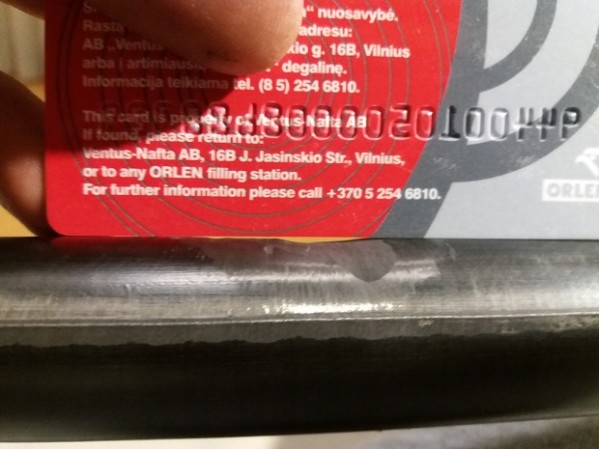 nuosavybė.
adresu:
AB „Ventus g. 16B, Vilnius
arba į degalinę.
Informacija teikiama tel. (8 5) 254 6810.
This card is property of Ventus-Nafta AB
If found, please return to:
Ventus-Nafta AB, 16B J. Jasinskio Str., Vilnius,
or to any ORLEN filling station.
For further information please call +370 5 254 6810.
ORLEN